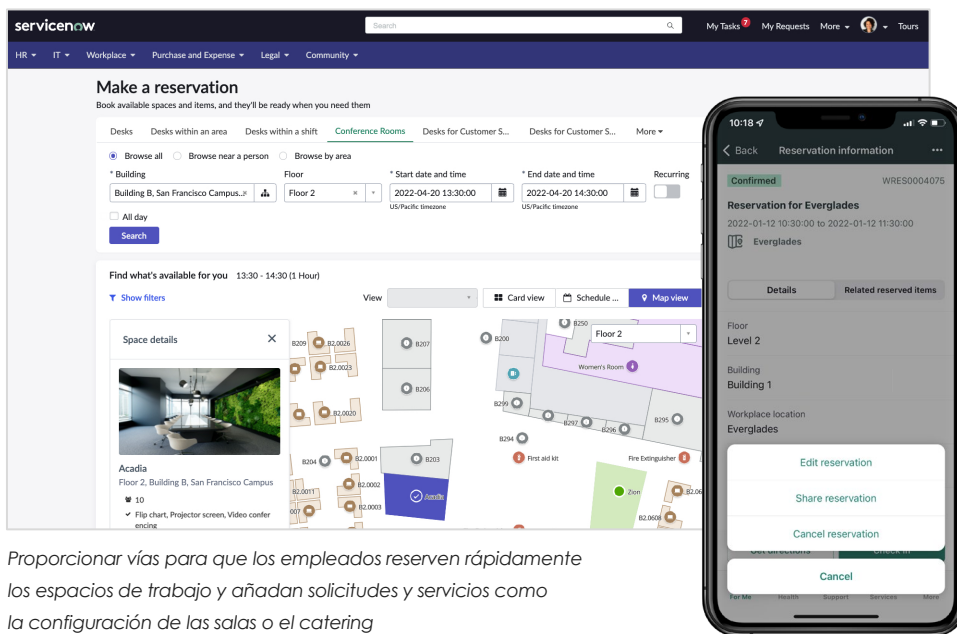 servicenow
Search
My Tasks 7 My Requests More Tours
HR IT Workplace Purchase and Expense Legal Community
Make a reservation
Book available spaces and items, and they'll be ready when you need them
Desks Desks within an area Desks within a shift Conference Rooms Desks for Customer S... Desks for Customer S... More
Browse all Browse near a person Browse by area
* Building Floor * Start date and time * End date and time Recurring
Building B, San Francisco Campus.. Floor 2 2022-04-20 13:30:00 2022-04-20 14:30:00
US/Pacific timezone US/Pacific timezone
All day
Search
Find what's available for you 13:30 - 14:30 (1 Hour)
Show filters View Card view Schedule ... Map view
Space details
Acadia
Floor 2, Building B, San Francisco Campus
10
Flip chart, Projector screen, Video confer
encing
Floor 2
B250
B209 B2.0026 B207 B200
B2.0023
Women's Room
B206
B299
B2.0020
B297 B296 B295
B294
B204 B2.0001 B203 First aid kit Fire Extinguisher
B2.0011 B2.0002 Acadia Zion B2.06
007 B2.0003 B2.0608
10:18
Back Reservation information
Confirmed WRES0004075
Reservation for Everglades
2022-01-12 10:30:00 to 2022-01-12 11:30:00
Everglades
Details Related reserved items
Floor
Level 2
Building
Building 1
Workplace location
Everglades
Edit reservation
Share reservation
Cancel reservation
Get directions Check in
Cancel
For Me Health Support Services More
Proporcionar vías para que los empleados reserven rápidamente
los espacios de trabajo y añadan solicitudes y servicios como
la configuración de las salas o el catering